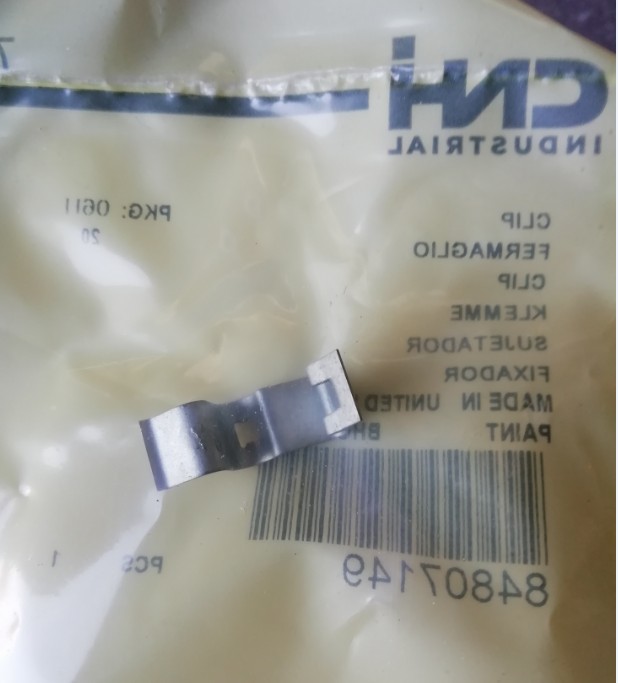 CNH
INDUSTRIAL
PKG: 0611
20
CLIP
FERMAGLIO
CLIP
KLEMME
SUJETADOR
FIXADOR
MADE IN UNITED
PAINT
84807149
PCS 1